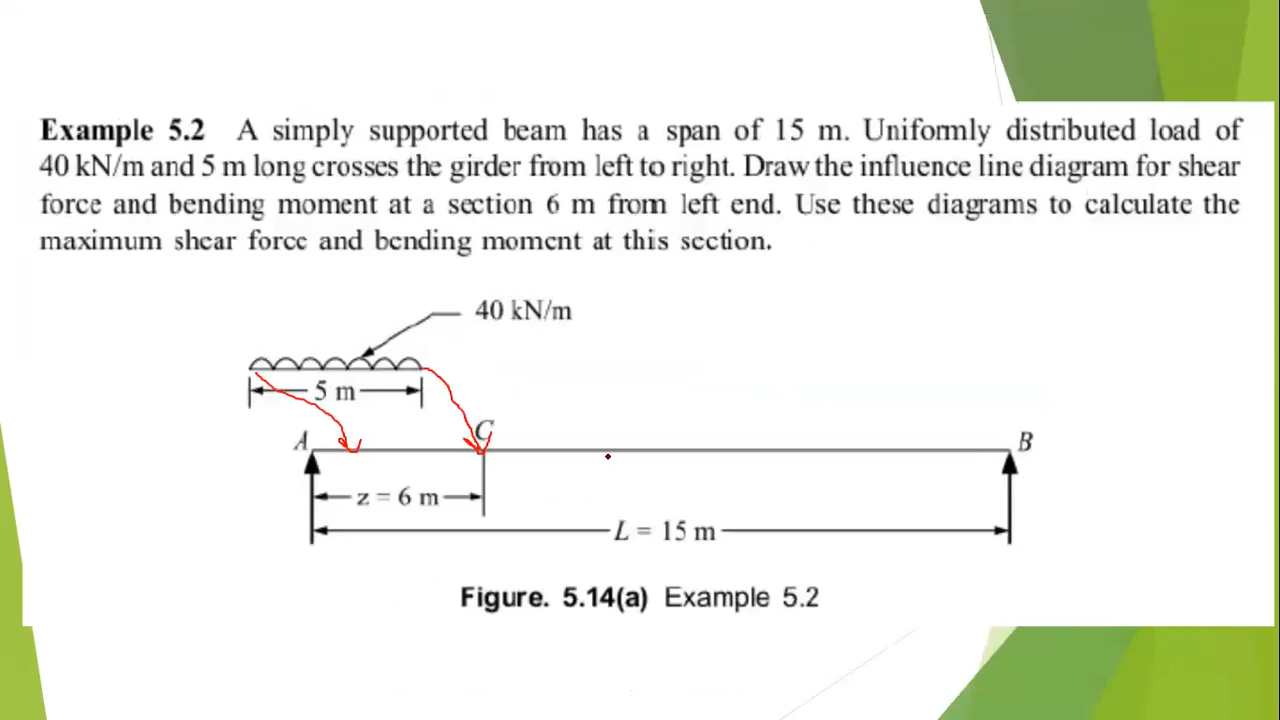 Example 5.2 A simply supported beam has a span of 15 m. Uniformly distributed load of
40 kN/m and 5 m long crosses the girder from left to right. Draw the influence line diagram for shear
force and bending moment at a section 6 m from left end. Use these diagrams to calculate the
maximum shear force and bending moment at this section.
40 kN/m
5 m
A
C
B
z = 6 m
L = 15 m
Figure. 5.14(a) Example 5.2